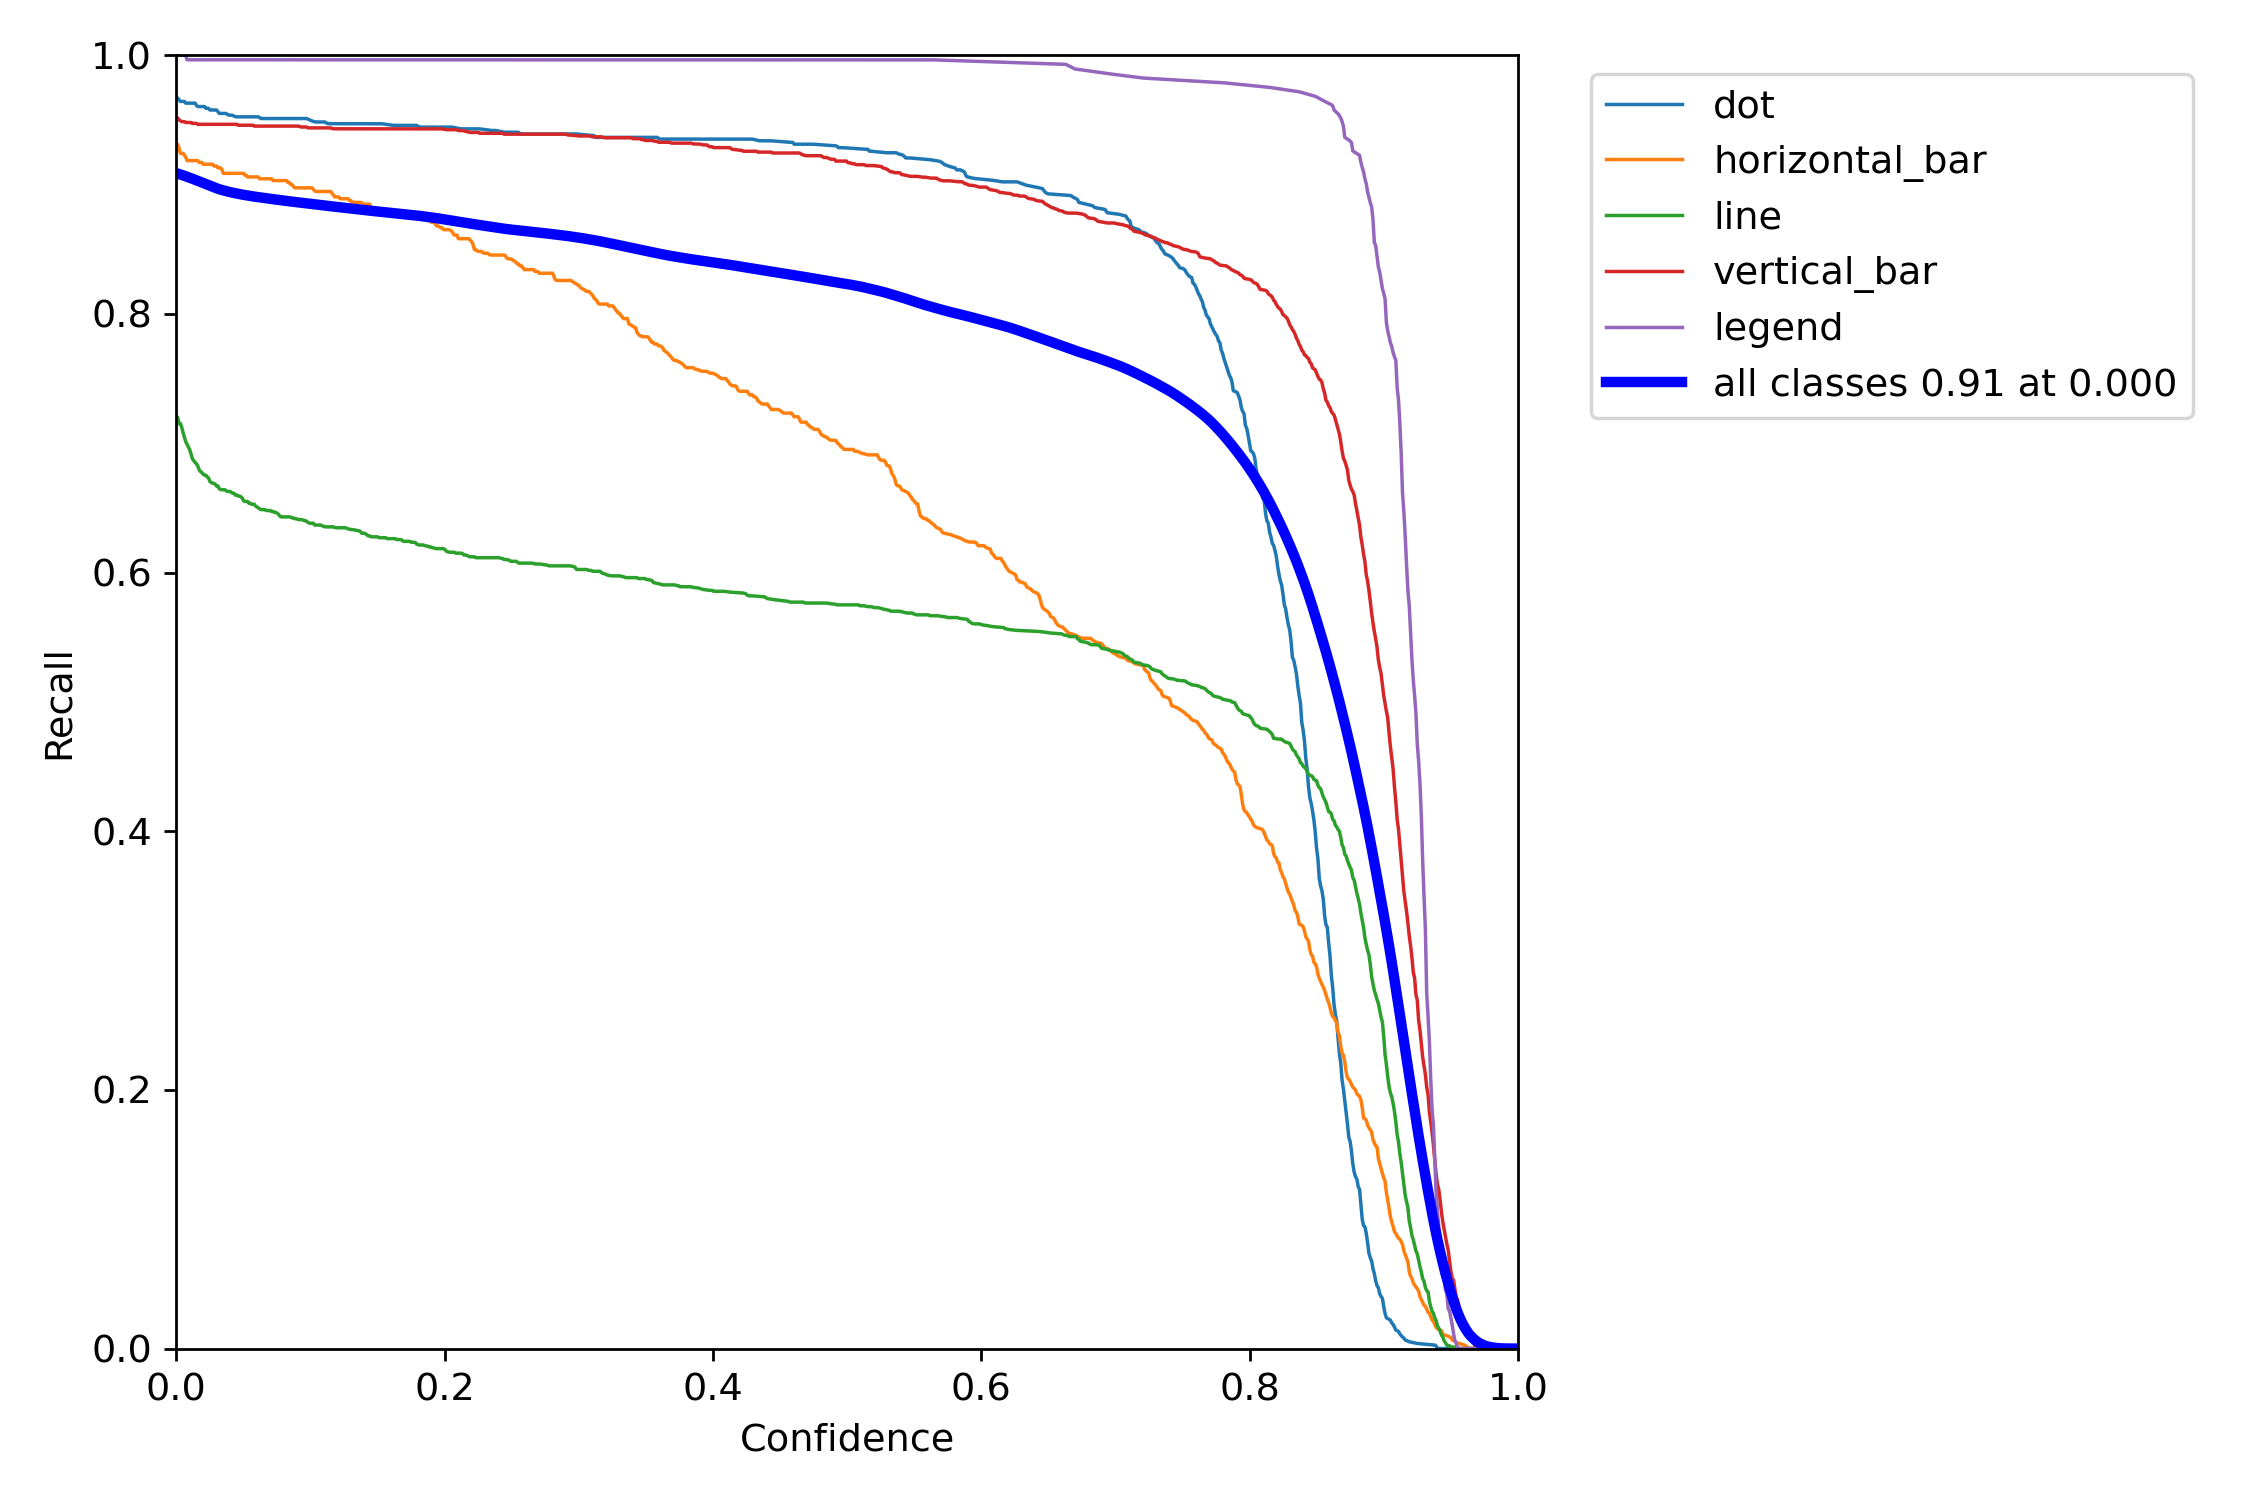 1.0
0.8
0.6
0.4
0.2
0.0
Recall
0.0 0.2 0.4 0.6 0.8 1.0
Confidence
dot
horizontal_bar
line
vertical_bar
legend
all classes 0.91 at 0.000